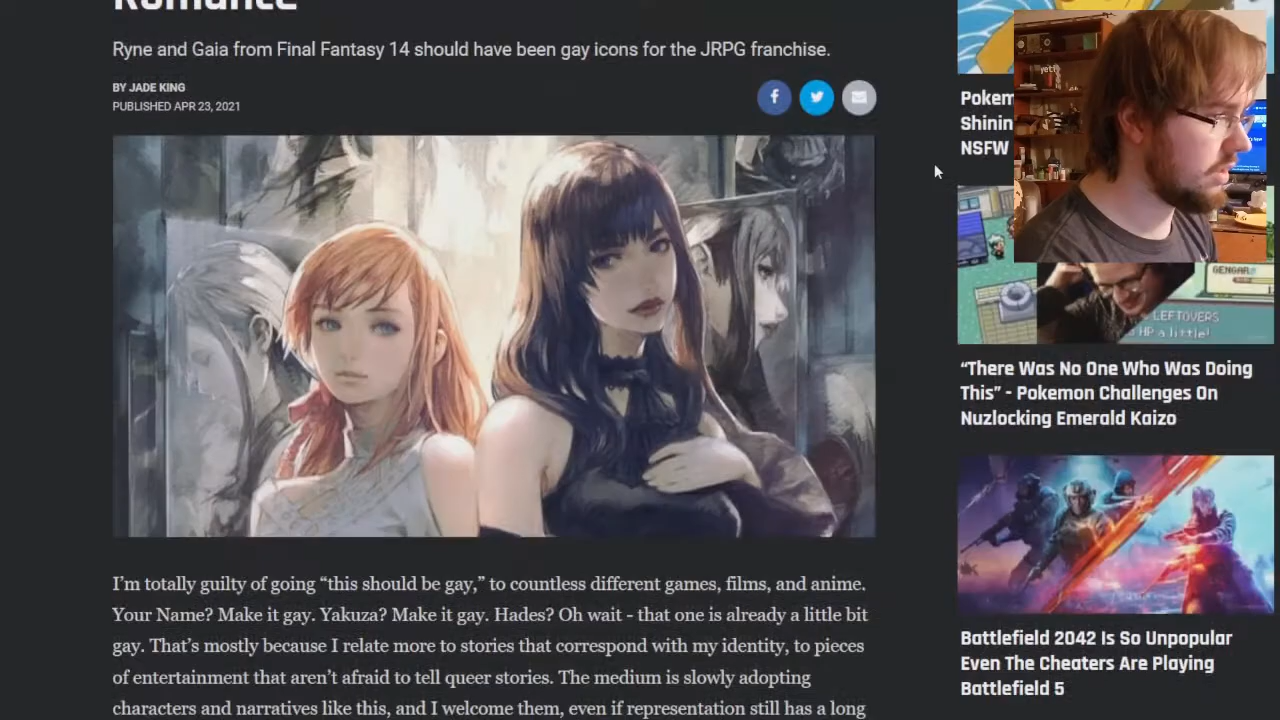 Romance
Ryne and Gaia from Final Fantasy 14 should have been gay icons for the JRPG franchise.
BY JADE KING
PUBLISHED APR 23, 2021
I'm totally guilty of going “this should be gay,” to countless different games, films, and anime.
Your Name? Make it gay. Yakuza? Make it gay. Hades? Oh wait - that one is already a little bit
gay. That's mostly because I relate more to stories that correspond with my identity, to pieces
of entertainment that aren't afraid to tell queer stories. The medium is slowly adopting
characters and narratives like this, and I welcome them, even if representation still has a long
Pokem
Shinin
NSFW
yeti
GENGAR
LEFTOVERS
HP a little!
“There Was No One Who Was Doing
This” - Pokemon Challenges On
Nuzlocking Emerald Kaizo
Battlefield 2042 Is So Unpopular
Even The Cheaters Are Playing
Battlefield 5